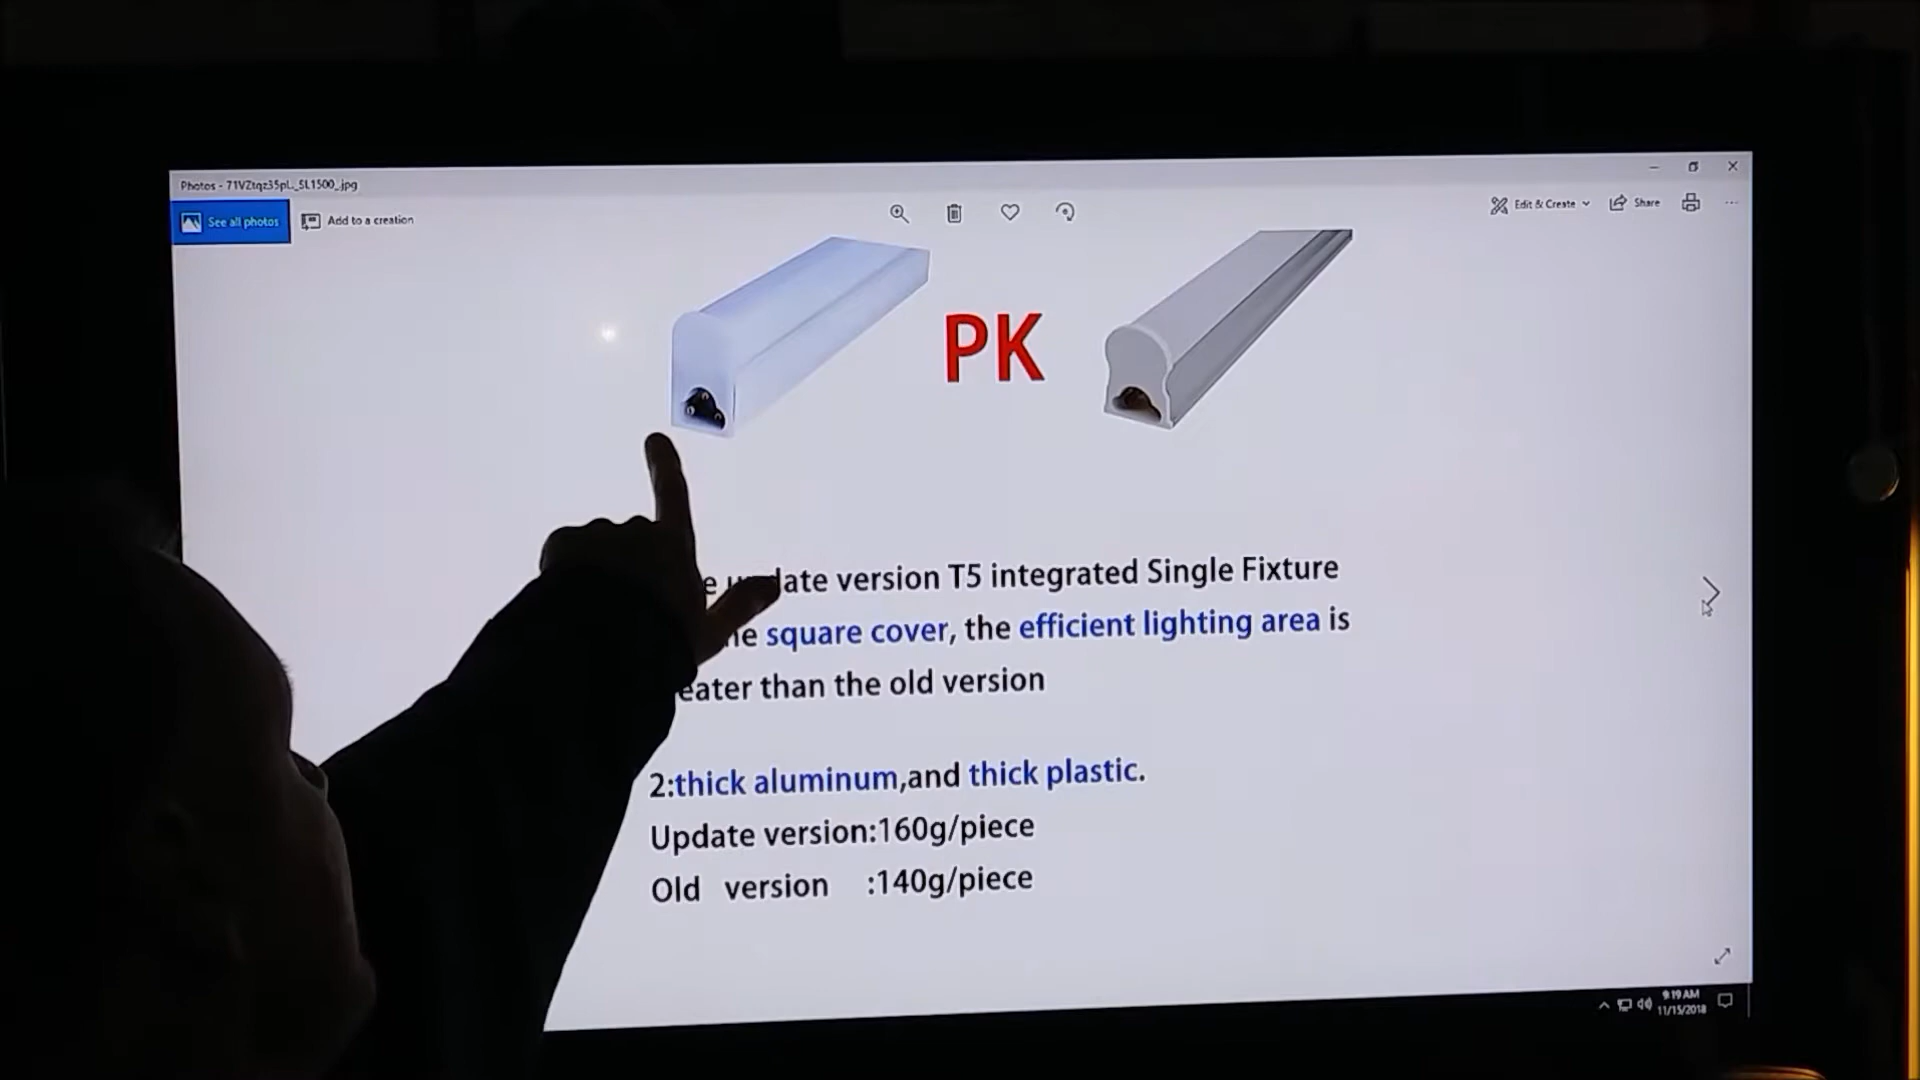 Photos - 71VZtqz35pL._SL1500_.jpg
See all photos
Add to a creation
Edit & Create
Share
PK
version T5 integrated Single Fixture
square cover, the efficient lighting area is
than the old version
2:thick aluminum,and thick plastic.
Update version:160g/piece
Old version :140g/piece
9:19 AM
11/15/2018